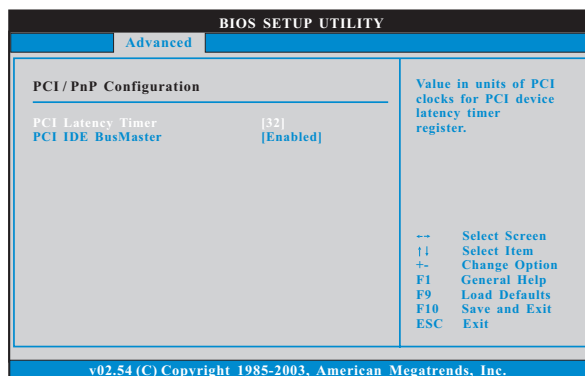 BIOS SETUP UTILITY
Advanced
PCI / PnP Configuration
PCI Latency Timer [32]
PCI IDE BusMaster [Enabled]
Value in units of PCI
clocks for PCI device
latency timer
register.
←→ Select Screen
↑↓ Select Item
+- Change Option
F1 General Help
F9 Load Defaults
F10 Save and Exit
ESC Exit
v02.54 (C) Copyright 1985-2003, American Megatrends, Inc.